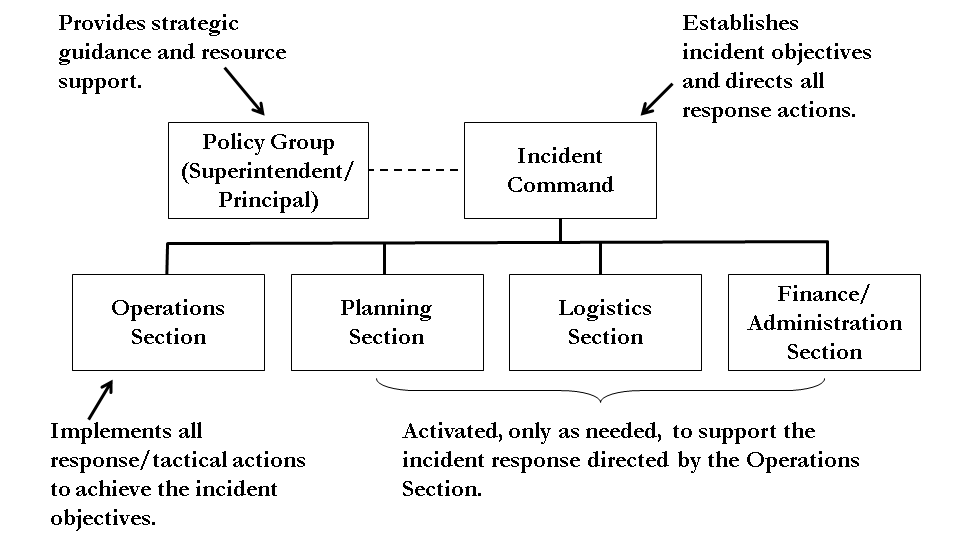 Provides strategic
guidance and resource
support.
Establishes
incident objectives
and directs all
response actions.
Policy Group
(Superintendent/
Principal)
Incident
Command
Operations
Section
Planning
Section
Logistics
Section
Finance/
Administration
Section
Implements all
response/tactical actions
to achieve the incident
objectives.
Activated, only as needed, to support the
incident response directed by the Operations
Section.